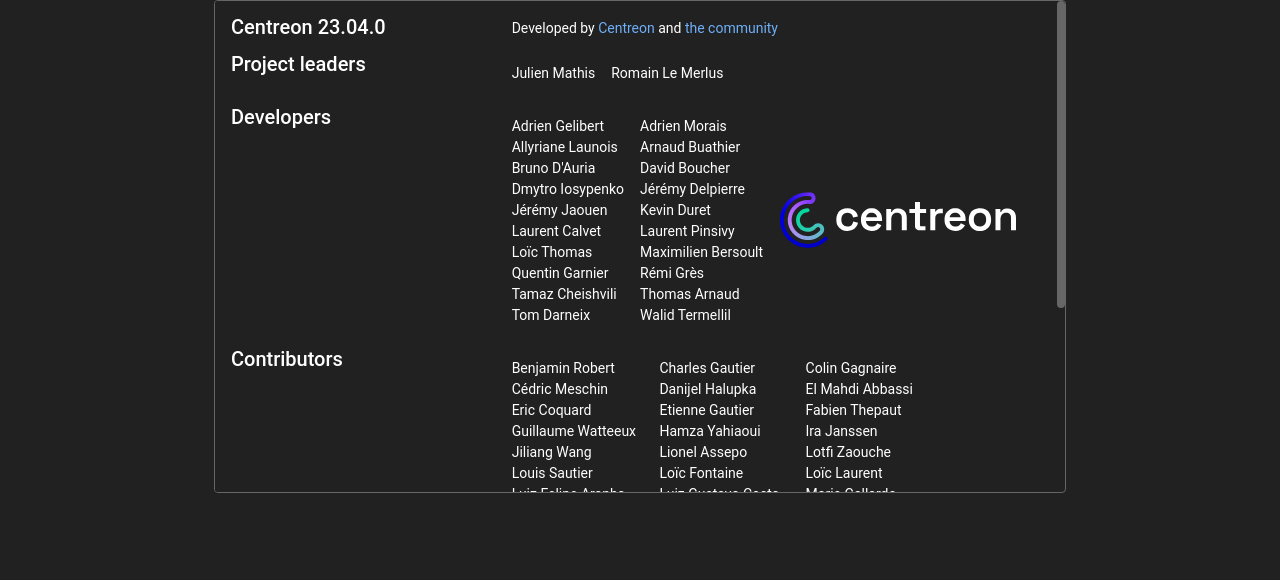 Centreon 23.04.0
Developed by Centreon and the community
Project leaders
Julien Mathis Romain Le Merlus
Developers
Adrien Gelibert Adrien Morais
Allyriane Launois Arnaud Buathier
Bruno D'Auria David Boucher
Dmytro Iosypenko Jérémy Delpierre
Jérémy Jaouen Kevin Duret
Laurent Calvet Laurent Pinsivy
Loïc Thomas Maximilien Bersoult
Quentin Garnier Rémi Grès
Tamaz Cheishvili Thomas Arnaud
Tom Darneix Walid Termellil
centreon
Contributors
Benjamin Robert Charles Gautier Colin Gagnaire
Cédric Meschin Danijel Halupka El Mahdi Abbassi
Eric Coquard Etienne Gautier Fabien Thepaut
Guillaume Watteeux Hamza Yahiaoui Ira Janssen
Jiliang Wang Lionel Assepo Lotfi Zaouche
Louis Sautier Loïc Fontaine Loïc Laurent